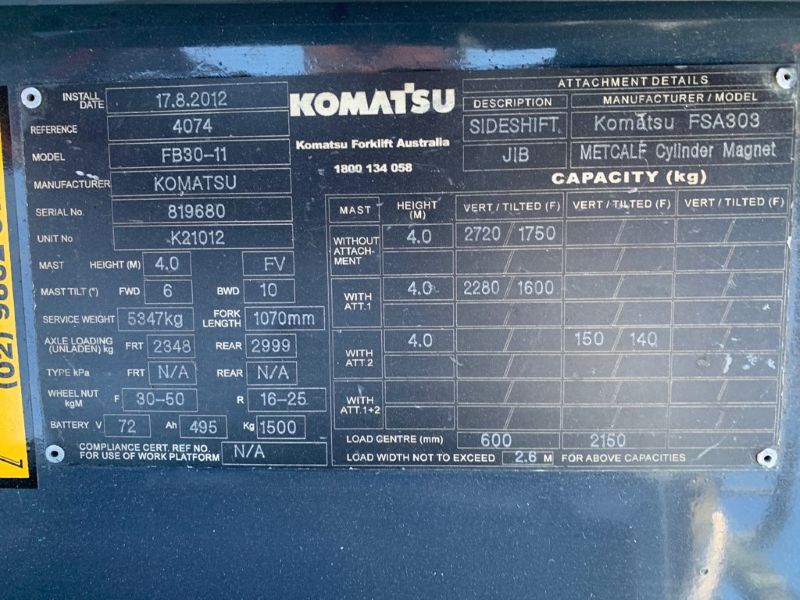 INSTALL DATE 17.8.2012
REFERENCE 4074
MODEL FB30-11
MANUFACTURER KOMATSU
SERIAL No. 819680
UNIT No K21012
MAST HEIGHT (M) 4.0 FV
MAST TILT (°) FWD 6 BWD 10
SERVICE WEIGHT 5347kg FORK LENGTH 1070mm
AXLE LOADING (UNLADEN) kg FRT 2348 REAR 2999
TYPE kPa FRT N/A REAR N/A
WHEEL NUT kgM F 30-50 R 16-25
BATTERY V 72 Ah 495 Kg 1500
COMPLIANCE CERT. REF NO.
FOR USE OF WORK PLATFORM N/A
KOMATSU
Komatsu Forklift Australia
1800 134 058
ATTACHMENT DETAILS
DESCRIPTION MANUFACTURER / MODEL
SIDESHIFT Komatsu FSA303
JIB METCALF Cylinder Magnet
CAPACITY (kg)
MAST HEIGHT (M) VERT / TILTED (F) VERT / TILTED (F) VERT / TILTED (F)
WITHOUT ATTACH- MENT 4.0 2720 / 1750
WITH ATT.1 4.0 2280 / 1600
WITH ATT.2 4.0 150 / 140
WITH ATT.1+2
LOAD CENTRE (mm) 600 2150
LOAD WIDTH NOT TO EXCEED 2.6 M FOR ABOVE CAPACITIES